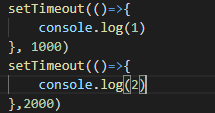 setTimeout(()=>{
    console.log(1)
}, 1000)
setTimeout(()=>{
    console.log(2)
},2000)